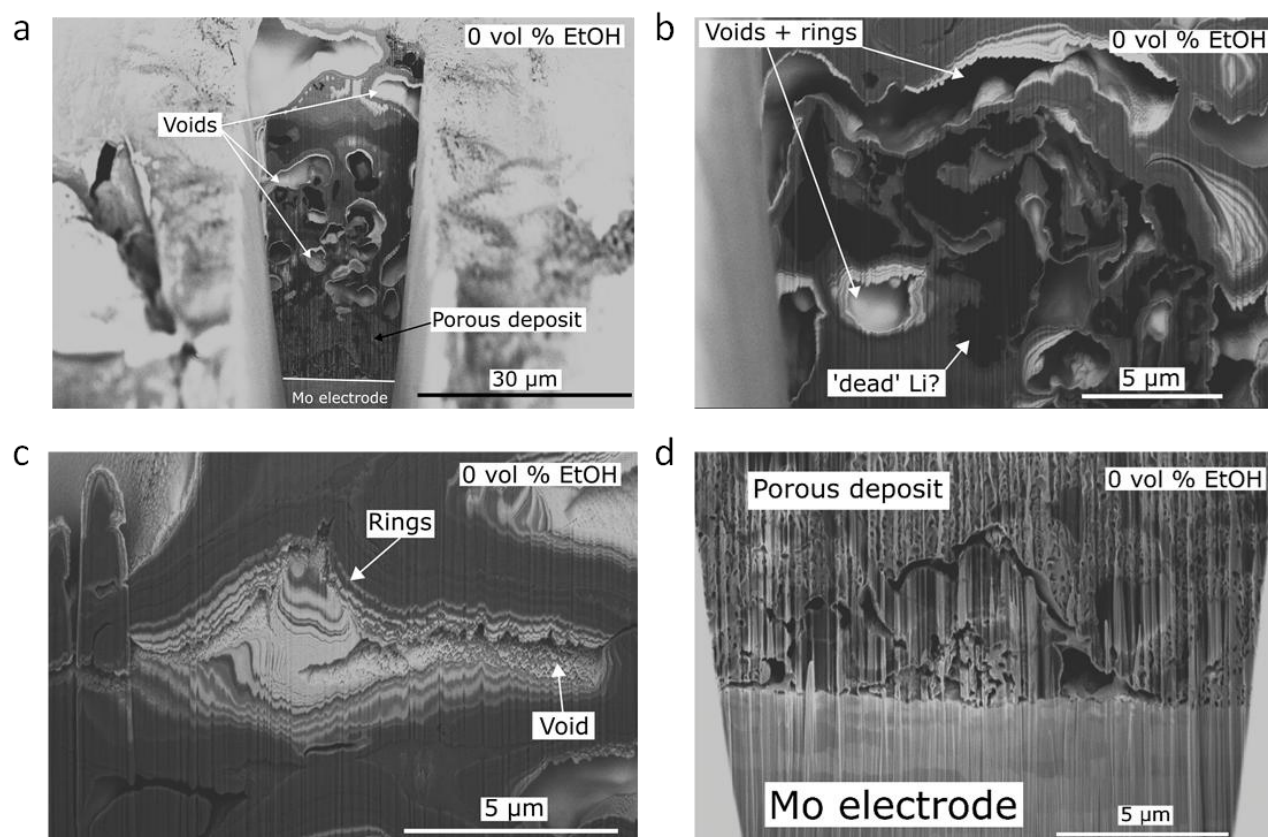 a
0 vol % EtOH
Voids
Porous deposit
30 µm
Mo electrode
b
Voids + rings
0 vol % EtOH
'dead' Li?
5 µm
c
0 vol % EtOH
Rings
Void
5 µm
d
Porous deposit
0 vol % EtOH
Mo electrode
5 µm